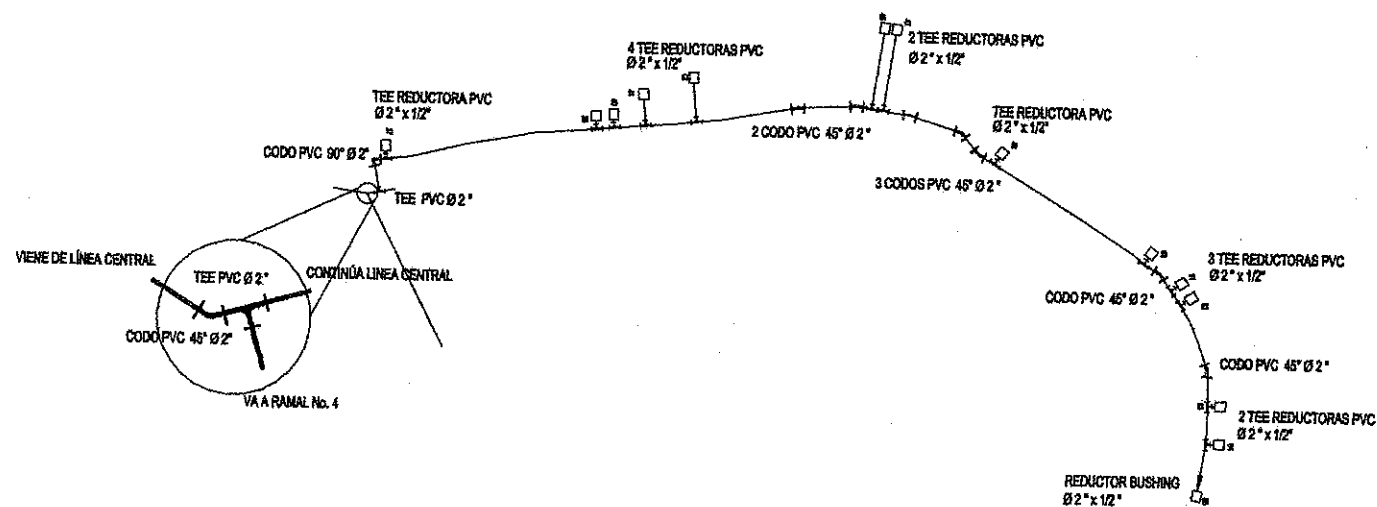 4 TEE REDUCTORAS PVC
Ø 2" x 1/2"
2 TEE REDUCTORAS PVC
Ø 2" x 1/2"
TEE REDUCTORA PVC
Ø 2" x 1/2"
TEE REDUCTORA PVC
Ø 2" x 1/2"
2 CODO PVC 45° Ø 2"
CODO PVC 90° Ø 2"
3 CODOS PVC 45° Ø 2"
TEE PVC Ø 2"
VIENE DE LÍNEA CENTRAL
TEE PVC Ø 2"
CONTINÚA LINEA CENTRAL
CODO PVC 45° Ø 2"
VA A RAMAL No. 4
3 TEE REDUCTORAS PVC
Ø 2" x 1/2"
CODO PVC 45° Ø 2"
CODO PVC 45° Ø 2"
2 TEE REDUCTORAS PVC
Ø 2" x 1/2"
REDUCTOR BUSHING
Ø 2" x 1/2"